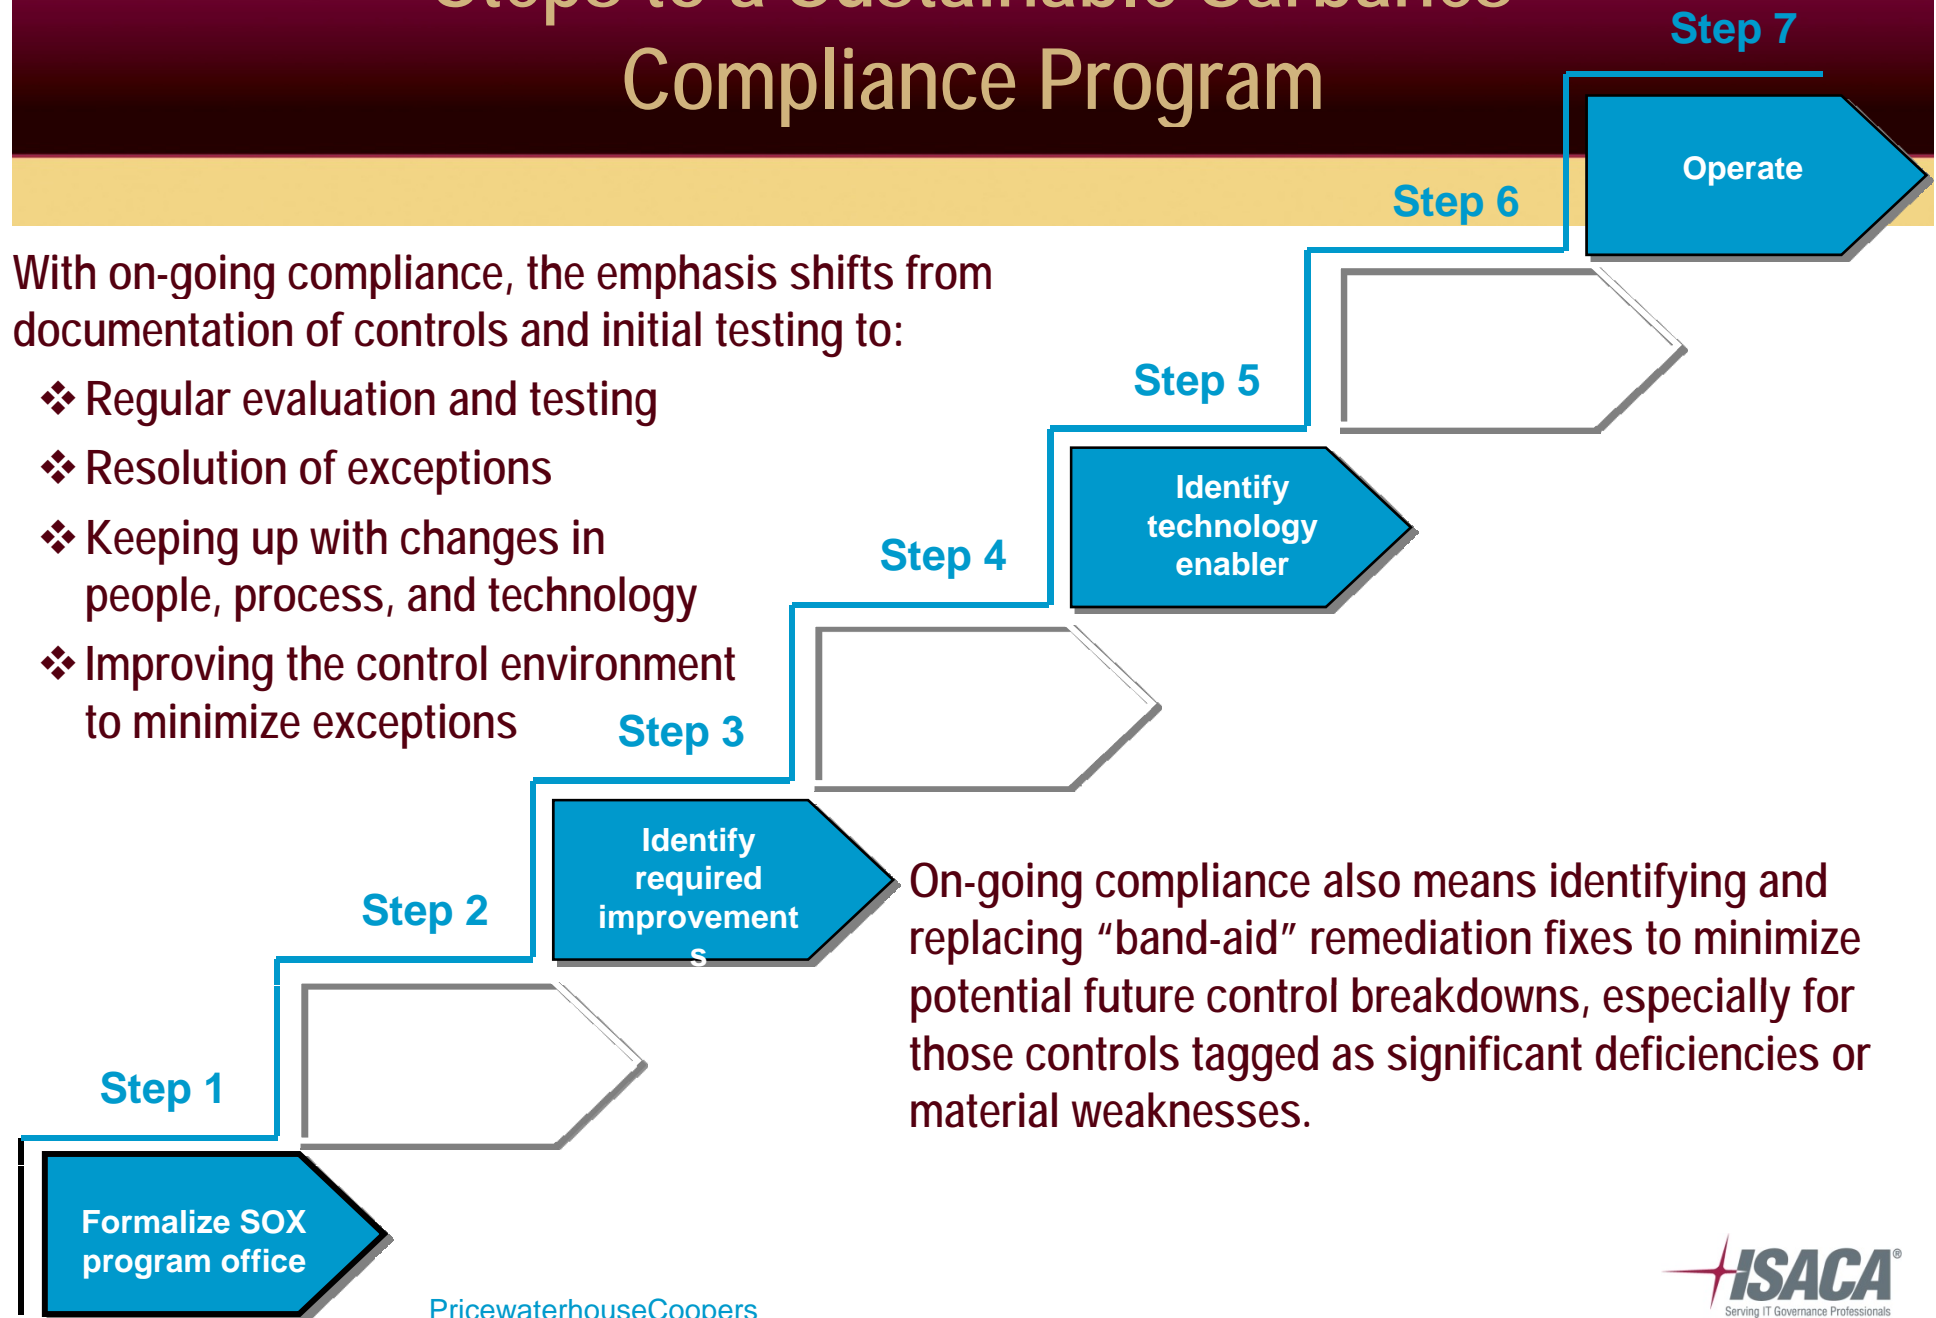 Steps to a Sustainable Sarbanes
Compliance Program
Step 7
Operate
Step 6
With on-going compliance, the emphasis shifts from
documentation of controls and initial testing to:
❖ Regular evaluation and testing
❖ Resolution of exceptions
❖ Keeping up with changes in
people, process, and technology
❖ Improving the control environment
to minimize exceptions
Step 5
Identify
technology
enabler
Step 4
Step 3
Identify
required
improvement
s
Step 2
On-going compliance also means identifying and
replacing “band-aid” remediation fixes to minimize
potential future control breakdowns, especially for
those controls tagged as significant deficiencies or
material weaknesses.
Step 1
Formalize SOX
program office
PricewaterhouseCoopers
ISACA®
Serving IT Governance Professionals